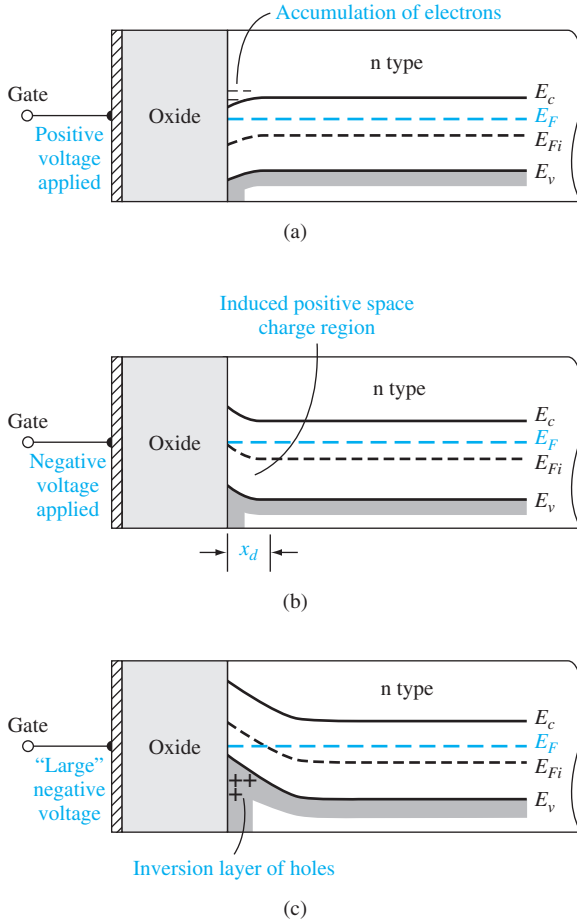 Accumulation of electrons
n type
Gate
Oxide
Positive
voltage
applied
E_c
E_F
E_Fi
E_v
(a)
Induced positive space
charge region
n type
Gate
Oxide
Negative
voltage
applied
E_c
E_F
E_Fi
E_v
x_d
(b)
n type
Gate
Oxide
“Large”
negative
voltage
E_c
E_F
E_Fi
E_v
++
+
Inversion layer of holes
(c)